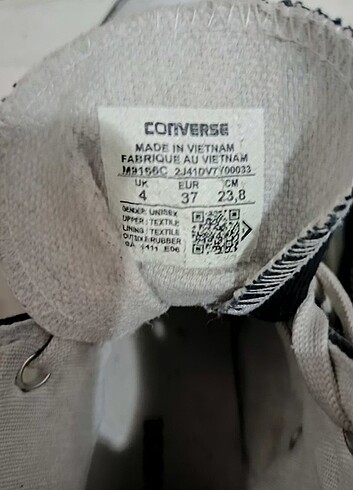 CONVERSE
MADE IN VIETNAM
FABRIQUE AU VIETNAM
M9166C 2J41DV7Y00033
UK EUR CM
4 37 23,8
GENDER: UNISEX
UPPER: TEXTILE
LINING: TEXTILE
OUTSOLE: RUBBER